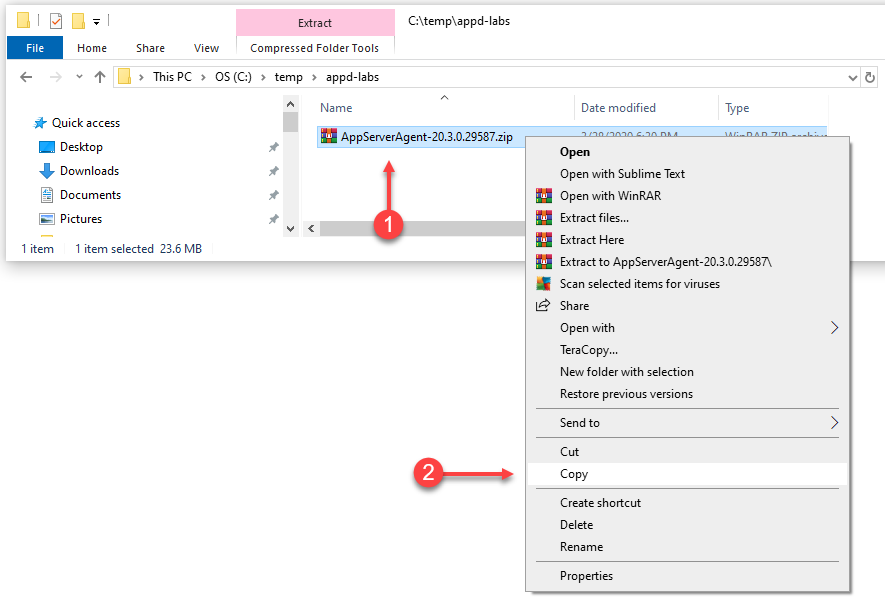 Extract
C:\temp\appd-labs
File
Home
Share
View
Compressed Folder Tools
This PC
OS (C:)
temp
appd-labs
Name
Date modified
Type
Quick access
Desktop
Downloads
Documents
Pictures
AppServerAgent-20.3.0.29587.zip
1
1 item
1 item selected 23.6 MB
Open
Open with Sublime Text
Open with WinRAR
Extract files...
Extract Here
Extract to AppServerAgent-20.3.0.29587\
Scan selected items for viruses
Share
Open with
TeraCopy...
New folder with selection
Restore previous versions
Send to
Cut
2
Copy
Create shortcut
Delete
Rename
Properties